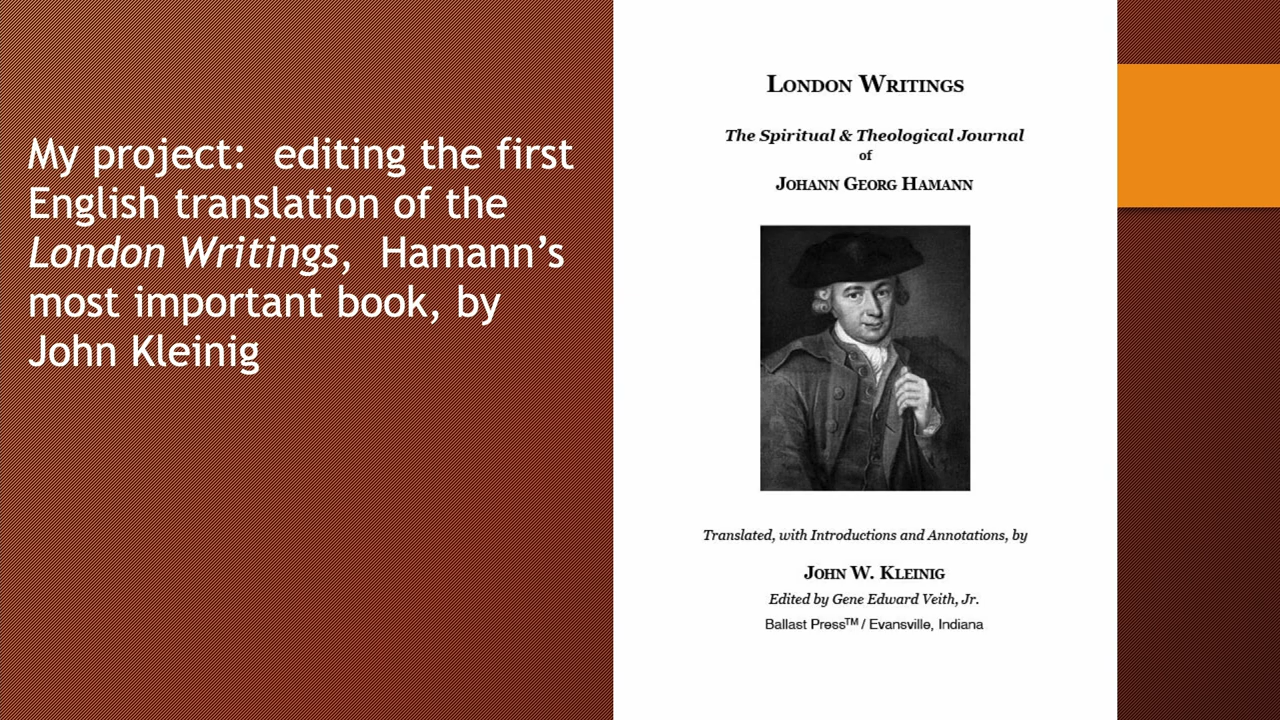 My project:  editing the first
English translation of the
London Writings,  Hamann’s
most important book, by
John Kleinig
LONDON WRITINGS
The Spiritual & Theological Journal
of
JOHANN GEORG HAMANN
Translated, with Introductions and Annotations, by
JOHN W. KLEINIG
Edited by Gene Edward Veith, Jr.
Ballast Press™ / Evansville, Indiana